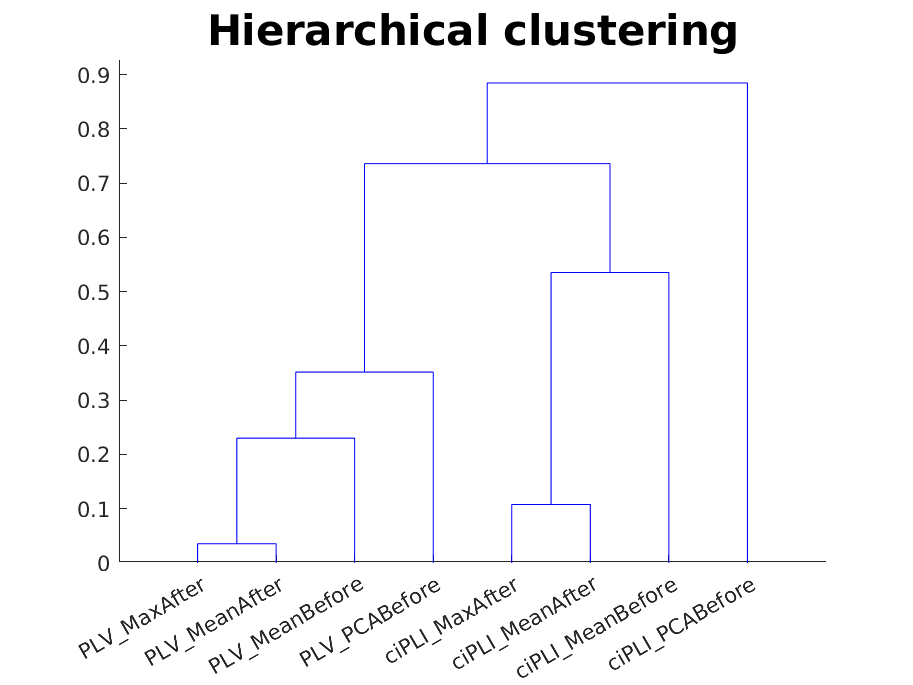 Hierarchical clustering
0.9
0.8
0.7
0.6
0.5
0.4
0.3
0.2
0.1
0
PLV_MaxAfter
PLV_MeanAfter
PLV_MeanBefore
PLV_PCABefore
ciPLI_MaxAfter
ciPLI_MeanAfter
ciPLI_MeanBefore
ciPLI_PCABefore